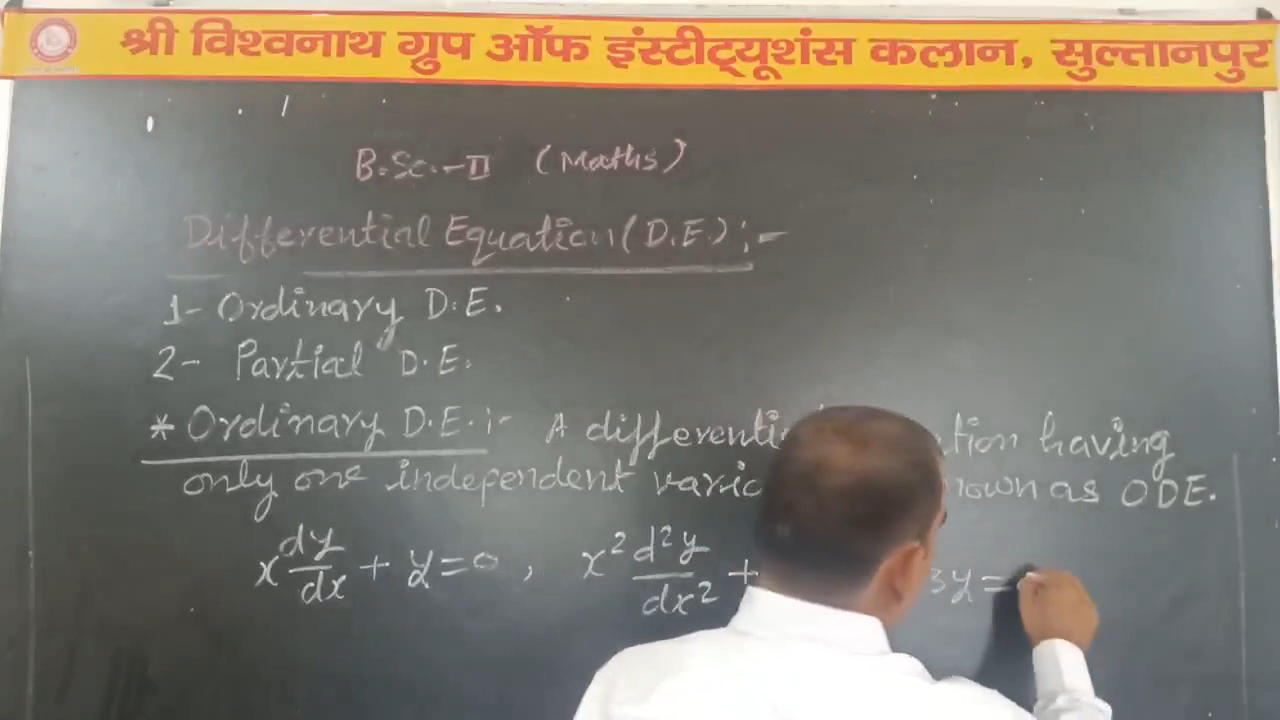 श्री विश्वनाथ ग्रुप ऑफ इंस्टीट्यूशंस कलान, सुल्तानपुर
B.Sc.-II (Maths)
Differential Equation (D.E.):-
1- Ordinary D.E.
2- Partial D.E.
* Ordinary D.E.:- A differenti tion having
only one independent varia nown as ODE.
x dy/dx + y = 0, x² d²y/dx² + 3y =